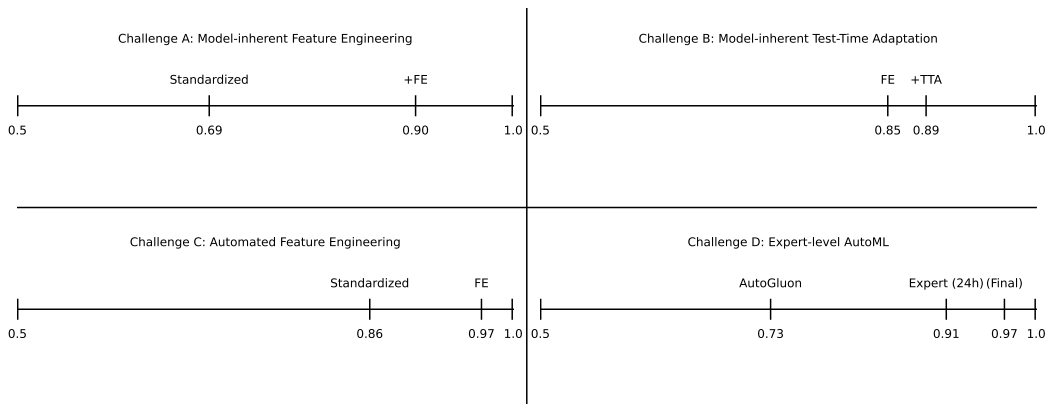 Challenge A: Model-inherent Feature Engineering
Standardized +FE
0.5 0.69 0.90 1.0
Challenge B: Model-inherent Test-Time Adaptation
FE +TTA
0.5 0.85 0.89 1.0
Challenge C: Automated Feature Engineering
Standardized FE
0.5 0.86 0.97 1.0
Challenge D: Expert-level AutoML
AutoGluon Expert (24h) (Final)
0.5 0.73 0.91 0.97 1.0